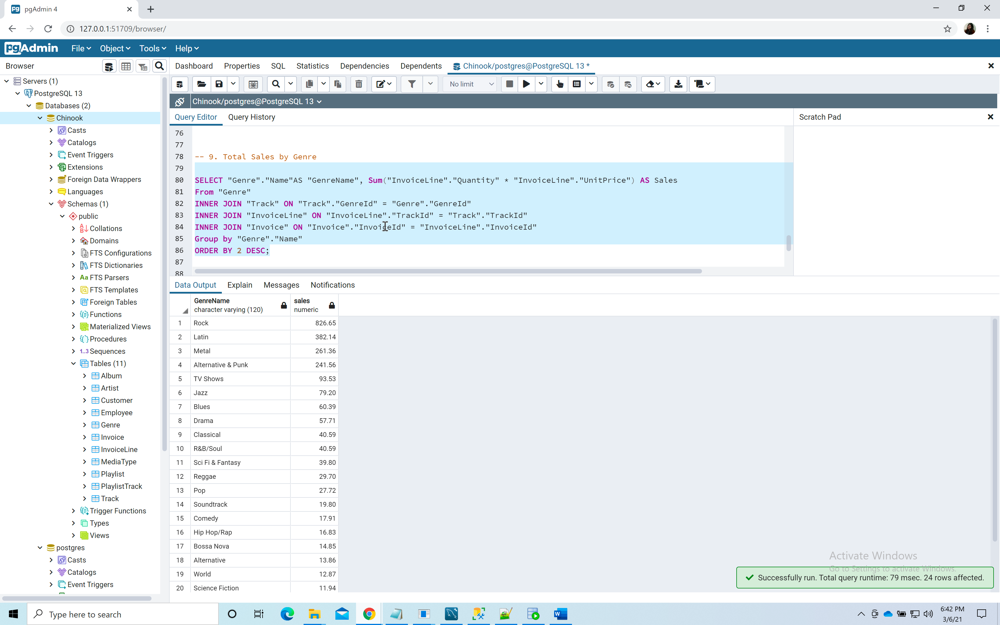 pgAdmin 4
127.0.0.1:51709/browser/
pgAdmin File Object Tools Help
Browser
Dashboard Properties SQL Statistics Dependencies Dependents Chinook/postgres@PostgreSQL 13 *
No limit
Chinook/postgres@PostgreSQL 13
Query Editor Query History
Scratch Pad
Servers (1)
PostgreSQL 13
Databases (2)
Chinook
Casts
Catalogs
Event Triggers
Extensions
Foreign Data Wrappers
Languages
Schemas (1)
public
Collations
Domains
FTS Configurations
FTS Dictionaries
Aa FTS Parsers
FTS Templates
Foreign Tables
Functions
Materialized Views
Procedures
1..3 Sequences
Tables (11)
Album
Artist
Customer
Employee
Genre
Invoice
InvoiceLine
MediaType
Playlist
PlaylistTrack
Track
Trigger Functions
Types
Views
postgres
Casts
Catalogs
Event Triggers
76
77
78 -- 9. Total Sales by Genre
79
80 SELECT "Genre"."Name"AS "GenreName", Sum("InvoiceLine"."Quantity" * "InvoiceLine"."UnitPrice") AS Sales
81 From "Genre"
82 INNER JOIN "Track" ON "Track"."GenreId" = "Genre"."GenreId"
83 INNER JOIN "InvoiceLine" ON "InvoiceLine"."TrackId" = "Track"."TrackId"
84 INNER JOIN "Invoice" ON "Invoice"."InvoiceId" = "InvoiceLine"."InvoiceId"
85 Group by "Genre"."Name"
86 ORDER BY 2 DESC;
87
88
Data Output Explain Messages Notifications
GenreName sales
character varying (120) numeric
1 Rock 826.65
2 Latin 382.14
3 Metal 261.36
4 Alternative & Punk 241.56
5 TV Shows 93.53
6 Jazz 79.20
7 Blues 60.39
8 Drama 57.71
9 Classical 40.59
10 R&B/Soul 40.59
11 Sci Fi & Fantasy 39.80
12 Reggae 29.70
13 Pop 27.72
14 Soundtrack 19.80
15 Comedy 17.91
16 Hip Hop/Rap 16.83
17 Bossa Nova 14.85
18 Alternative 13.86
19 World 12.87
20 Science Fiction 11.94
Activate Windows
Go to Settings to activate Windows.
Successfully run. Total query runtime: 79 msec. 24 rows affected.
Type here to search
6:42 PM
3/6/21